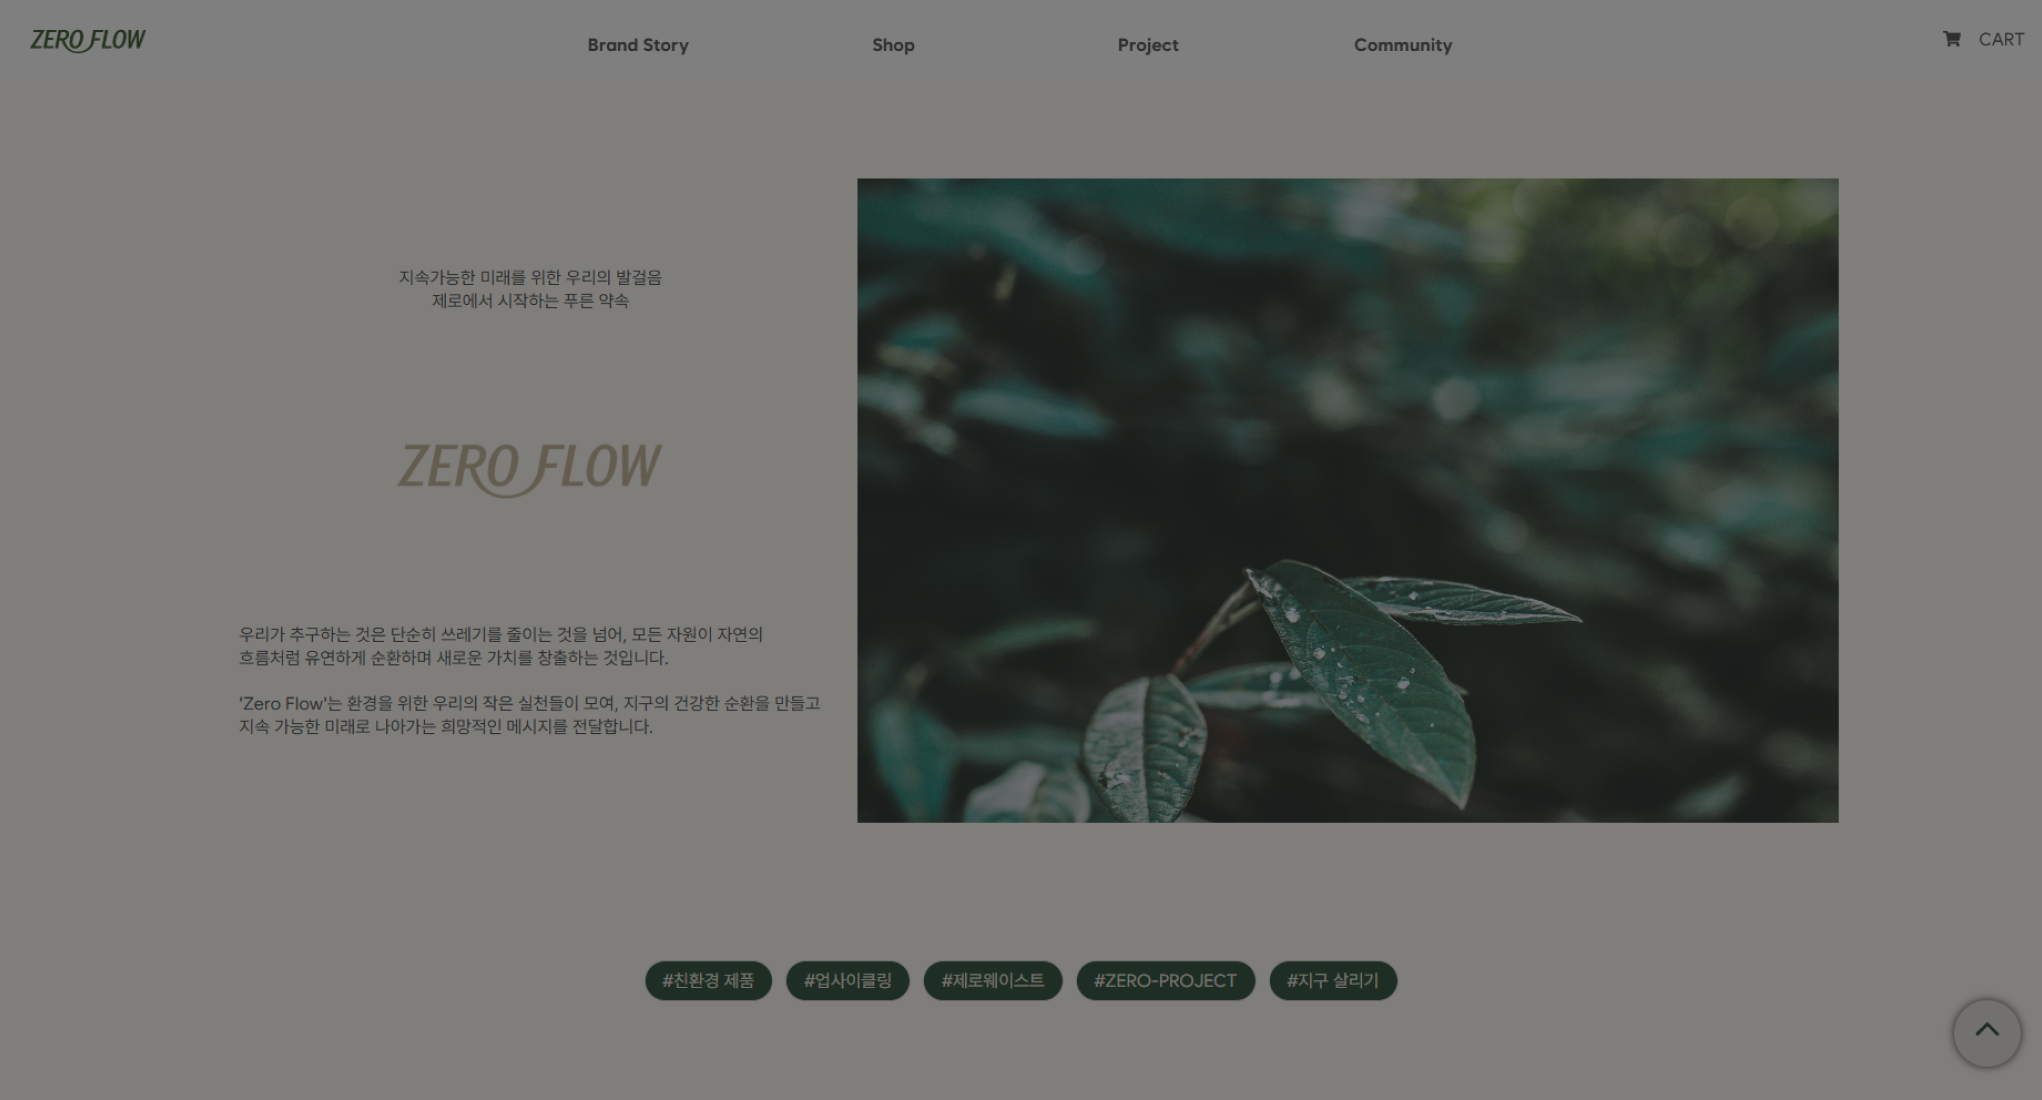 ZERO FLOW
Brand Story
Shop
Project
Community
CART
지속가능한 미래를 위한 우리의 발걸음
제로에서 시작하는 푸른 약속
ZERO FLOW
우리가 추구하는 것은 단순히 쓰레기를 줄이는 것을 넘어, 모든 자원이 자연의
흐름처럼 유연하게 순환하며 새로운 가치를 창출하는 것입니다.
'Zero Flow'는 환경을 위한 우리의 작은 실천들이 모여, 지구의 건강한 순환을 만들고
지속 가능한 미래로 나아가는 희망적인 메시지를 전달합니다.
#친환경 제품
#업사이클링
#제로웨이스트
#ZERO-PROJECT
#지구 살리기